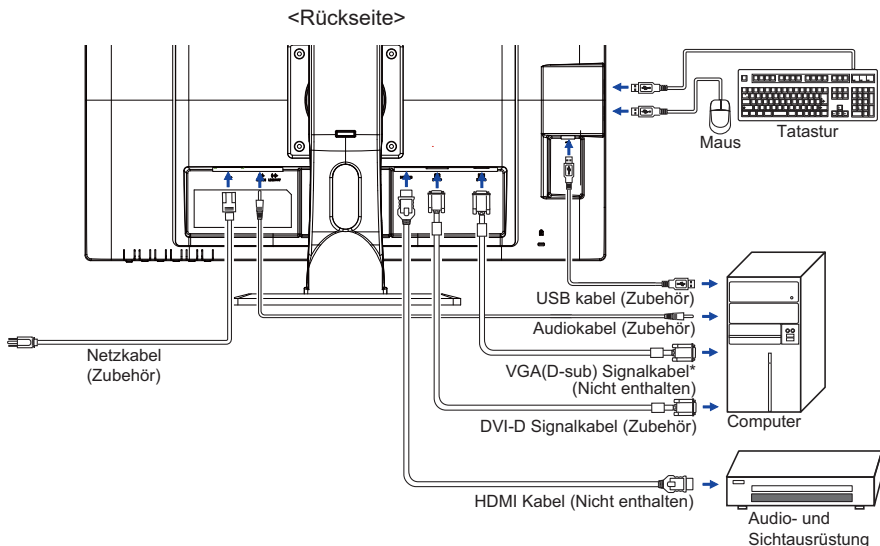 <Rückseite>
Maus
Tatastur
USB kabel (Zubehör)
Audiokabel (Zubehör)
Netzkabel
(Zubehör)
VGA(D-sub) Signalkabel*
(Nicht enthalten)
DVI-D Signalkabel (Zubehör)
Computer
HDMI Kabel (Nicht enthalten)
Audio- und
Sichtausrüstung